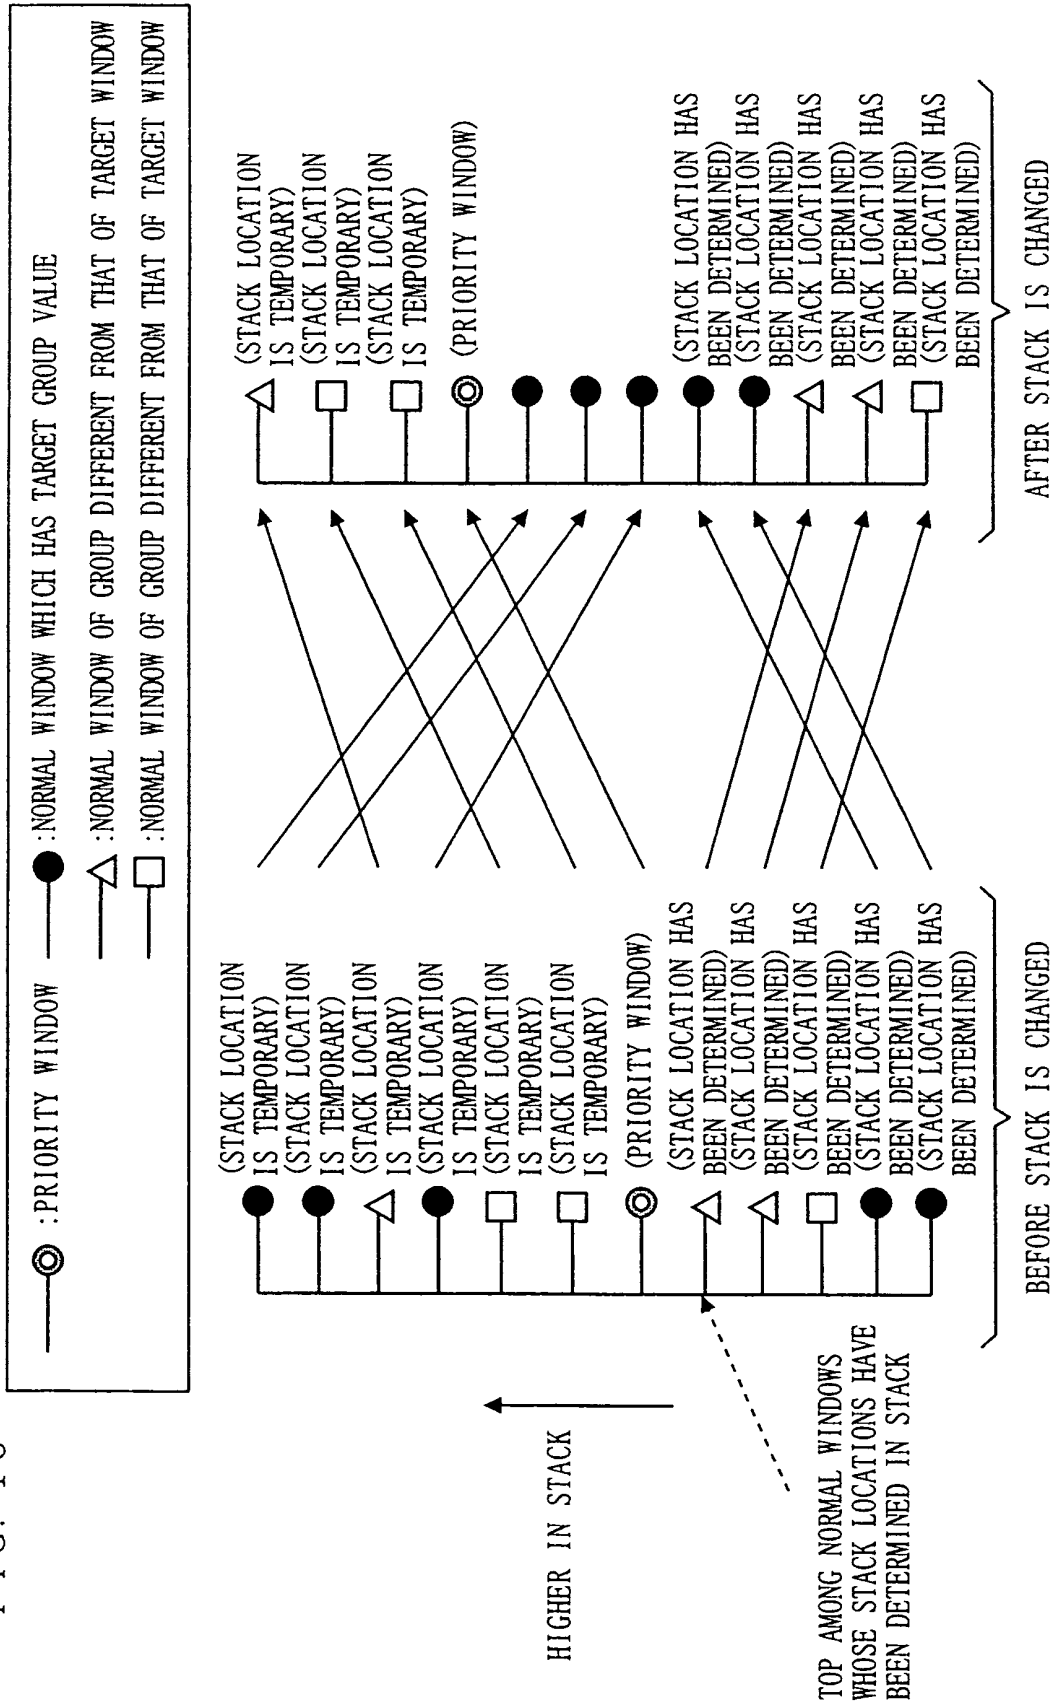 FIG.
:PRIORITY WINDOW
:NORMAL WINDOW WHICH HAS TARGET GROUP VALUE
:NORMAL WINDOW OF GROUP DIFFERENT FROM THAT OF TARGET WINDOW
:NORMAL WINDOW OF GROUP DIFFERENT FROM THAT OF TARGET WINDOW
HIGHER IN STACK
TOP AMONG NORMAL WINDOWS
WHOSE STACK LOCATIONS HAVE
BEEN DETERMINED IN STACK
(STACK LOCATION
IS TEMPORARY)
(STACK LOCATION
IS TEMPORARY)
(STACK LOCATION
IS TEMPORARY)
(STACK LOCATION
IS TEMPORARY)
(STACK LOCATION
IS TEMPORARY)
(STACK LOCATION
IS TEMPORARY)
(PRIORITY WINDOW)
(STACK LOCATION HAS
BEEN DETERMINED)
(STACK LOCATION HAS
BEEN DETERMINED)
(STACK LOCATION HAS
BEEN DETERMINED)
(STACK LOCATION HAS
BEEN DETERMINED)
(STACK LOCATION HAS
BEEN DETERMINED)
BEFORE STACK IS CHANGED
(STACK LOCATION
IS TEMPORARY)
(STACK LOCATION
IS TEMPORARY)
(STACK LOCATION
IS TEMPORARY)
(PRIORITY WINDOW)
(STACK LOCATION HAS
BEEN DETERMINED)
(STACK LOCATION HAS
BEEN DETERMINED)
(STACK LOCATION HAS
BEEN DETERMINED)
(STACK LOCATION HAS
BEEN DETERMINED)
(STACK LOCATION HAS
BEEN DETERMINED)
AFTER STACK IS CHANGED